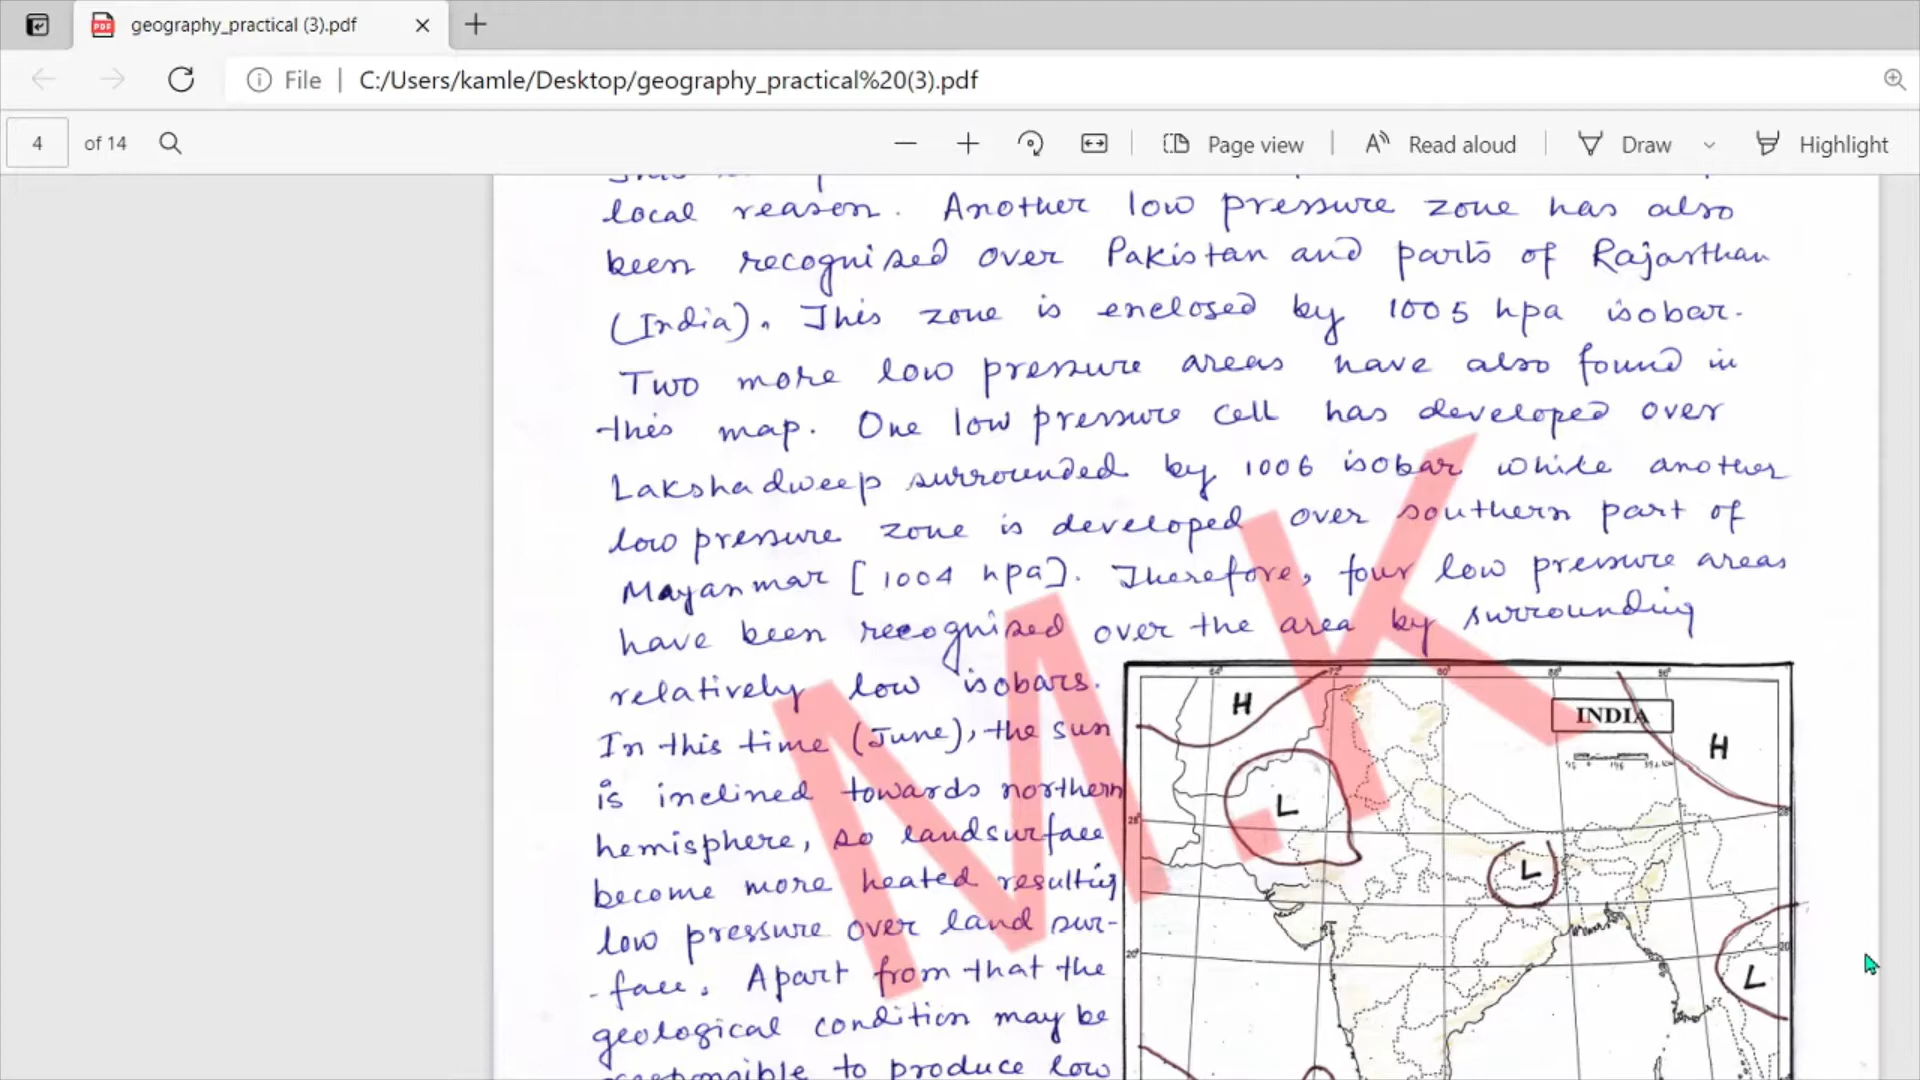 geography_practical (3).pdf
File | C:/Users/kamle/Desktop/geography_practical%20(3).pdf
4 of 14 Page view Read aloud Draw Highlight
local reason. Another low pressure zone has also
been recognised over Pakistan and parts of Rajasthan
(India). This zone is enclosed by 1005 hpa isobar.
Two more low pressure areas have also found in
this map. One low pressure cell has developed over
Lakshadweep surrounded by 1006 isobar while another
low pressure zone is developed over southern part of
Mayanmar [1004 hpa]. Therefore, four low pressure areas
have been recognised over the area by surrounding
relatively low isobars.
In this time (June), the sun
is inclined towards northern
hemisphere, so landsurface
become more heated resulting
low pressure over land sur-
-face. Apart from that the
geological condition may be
responsible to produce low
M.K
INDIA
H
H
L
L
L